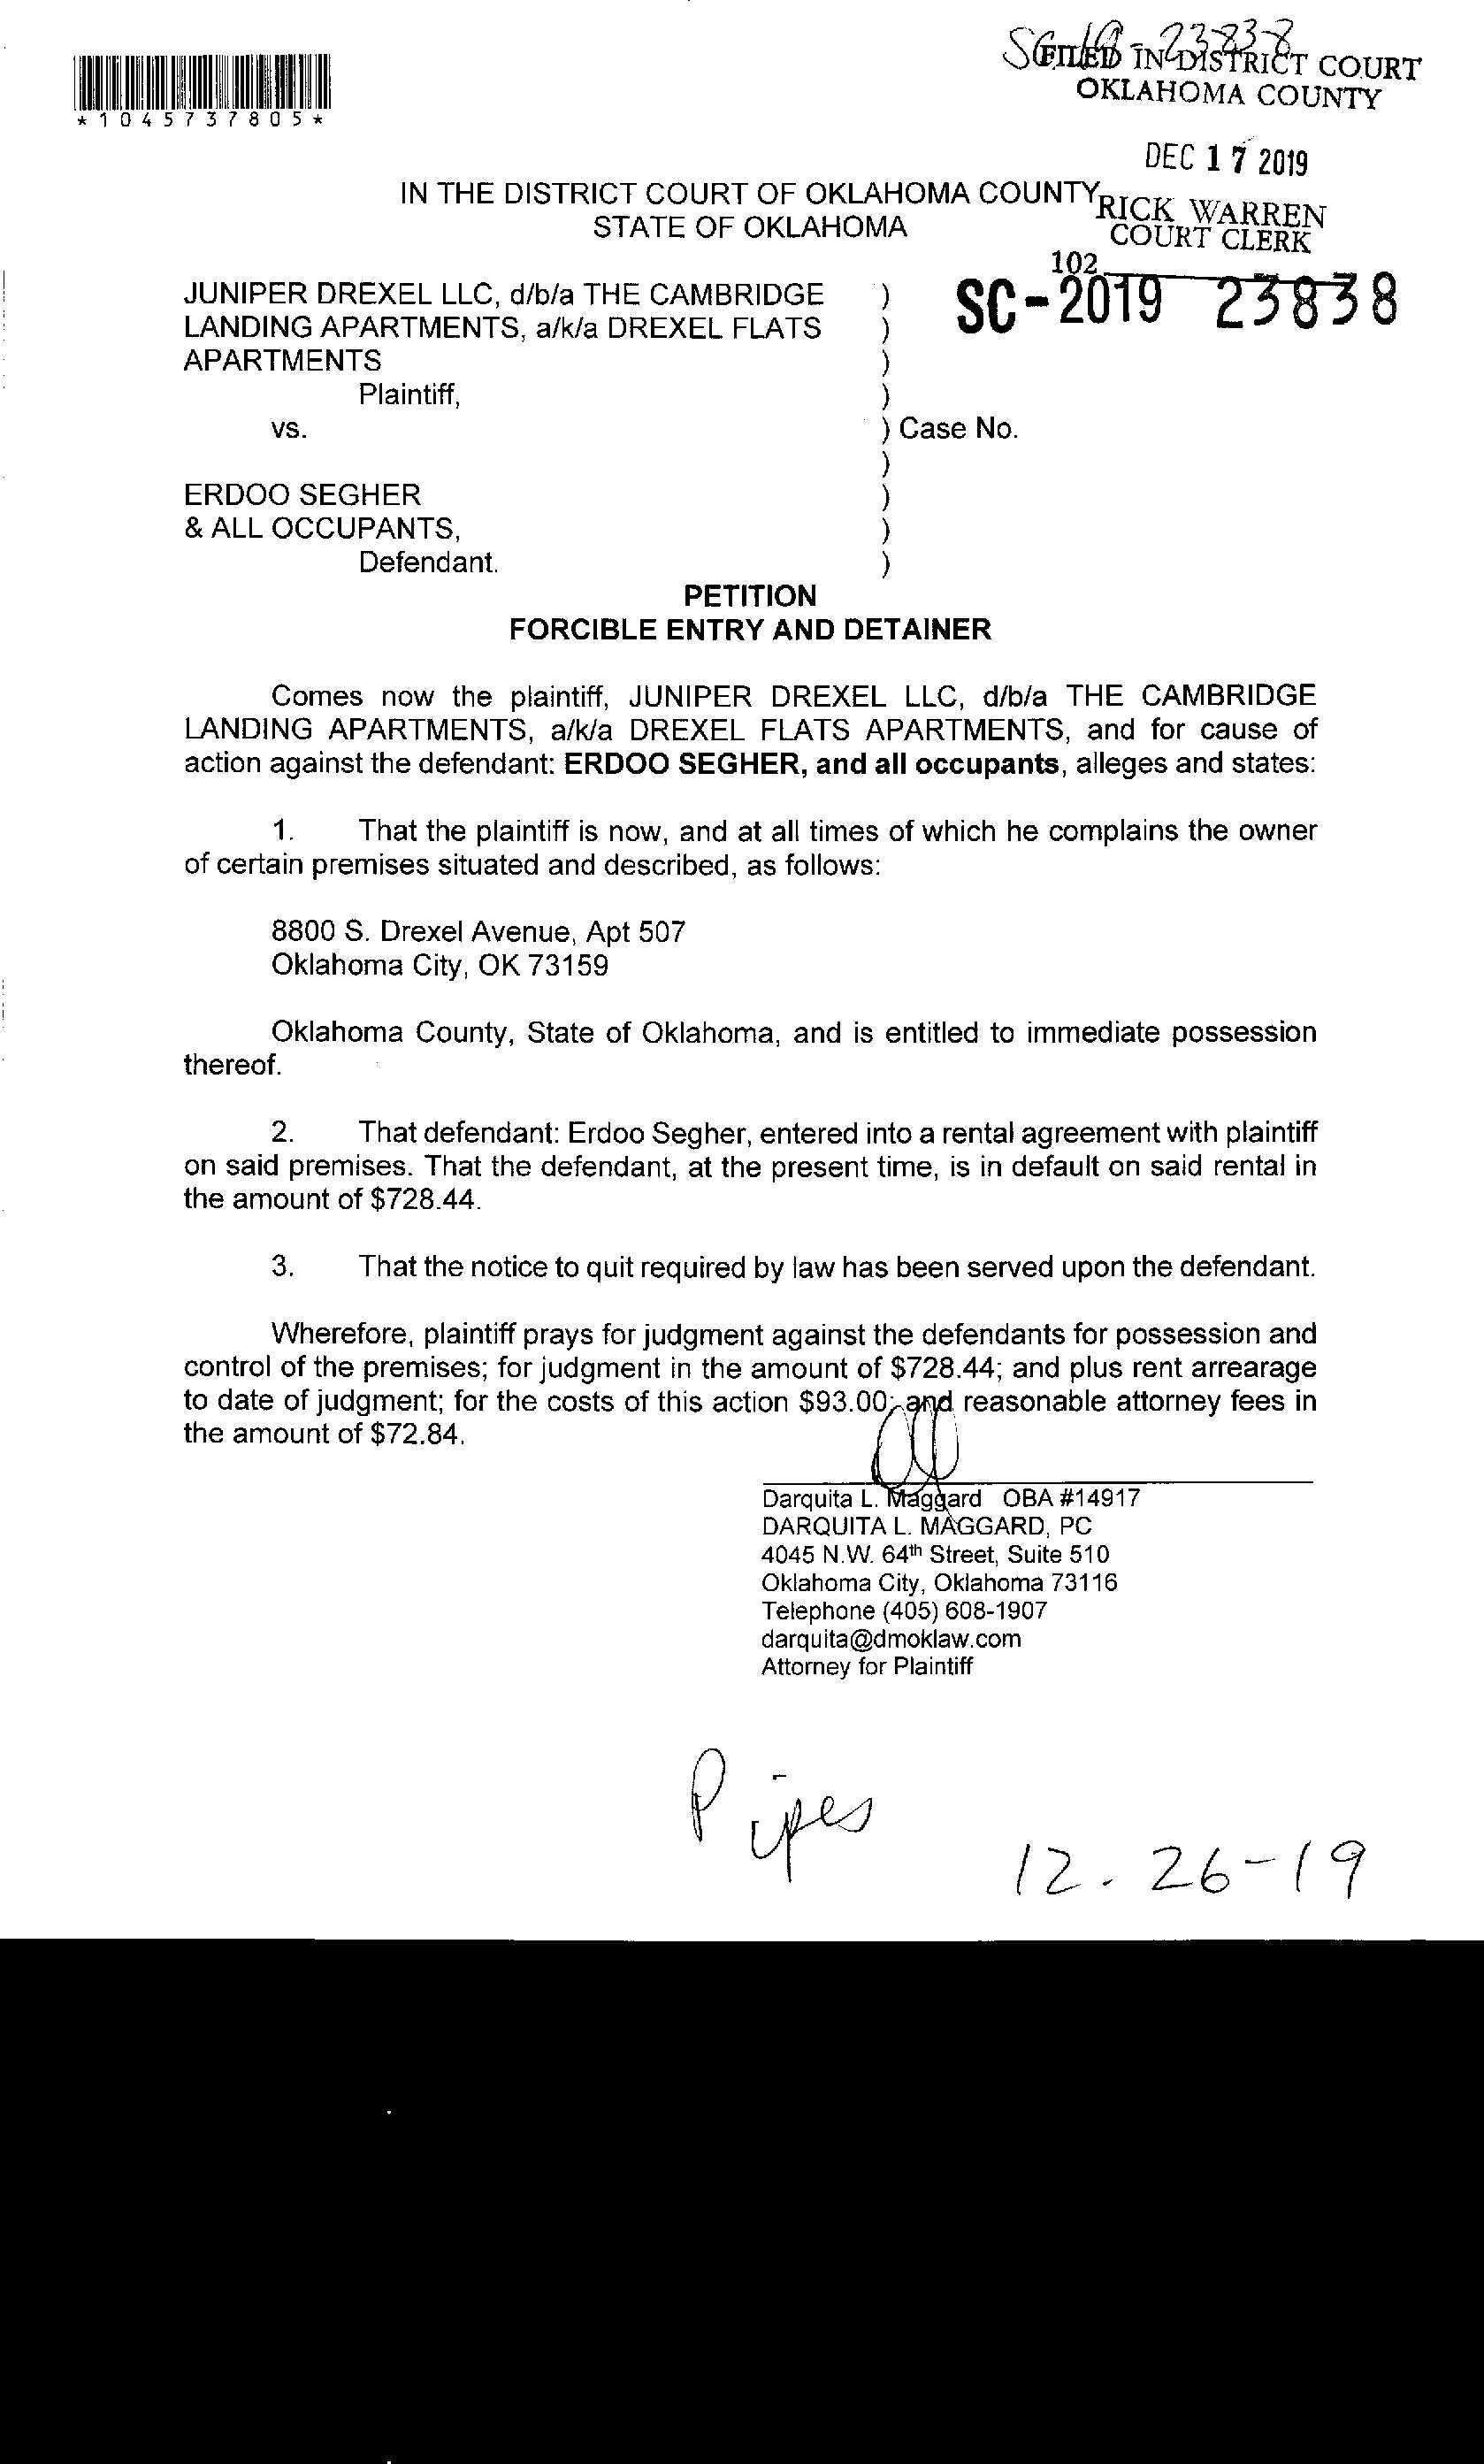 SC-19-23838
FILED IN DISTRICT COURT
OKLAHOMA COUNTY
*1045737805*
DEC 17 2019
IN THE DISTRICT COURT OF OKLAHOMA COUNTY
STATE OF OKLAHOMA
RICK WARREN
COURT CLERK
102
SC-2019 23838
JUNIPER DREXEL LLC, d/b/a THE CAMBRIDGE )
LANDING APARTMENTS, a/k/a DREXEL FLATS )
APARTMENTS )
Plaintiff, )
vs. ) Case No.
)
ERDOO SEGHER )
& ALL OCCUPANTS, )
Defendant. )
PETITION
FORCIBLE ENTRY AND DETAINER
Comes now the plaintiff, JUNIPER DREXEL LLC, d/b/a THE CAMBRIDGE
LANDING APARTMENTS, a/k/a DREXEL FLATS APARTMENTS, and for cause of
action against the defendant: ERDOO SEGHER, and all occupants, alleges and states:
1. That the plaintiff is now, and at all times of which he complains the owner
of certain premises situated and described, as follows:
8800 S. Drexel Avenue, Apt 507
Oklahoma City, OK 73159
Oklahoma County, State of Oklahoma, and is entitled to immediate possession
thereof.
2. That defendant: Erdoo Segher, entered into a rental agreement with plaintiff
on said premises. That the defendant, at the present time, is in default on said rental in
the amount of $728.44.
3. That the notice to quit required by law has been served upon the defendant.
Wherefore, plaintiff prays for judgment against the defendants for possession and
control of the premises; for judgment in the amount of $728.44; and plus rent arrearage
to date of judgment; for the costs of this action $93.00; and reasonable attorney fees in
the amount of $72.84.
Darquita L. Maggard OBA #14917
DARQUITA L. MAGGARD, PC
4045 N.W. 64th Street, Suite 510
Oklahoma City, Oklahoma 73116
Telephone (405) 608-1907
darquita@dmoklaw.com
Attorney for Plaintiff
Pipes
12.26-19